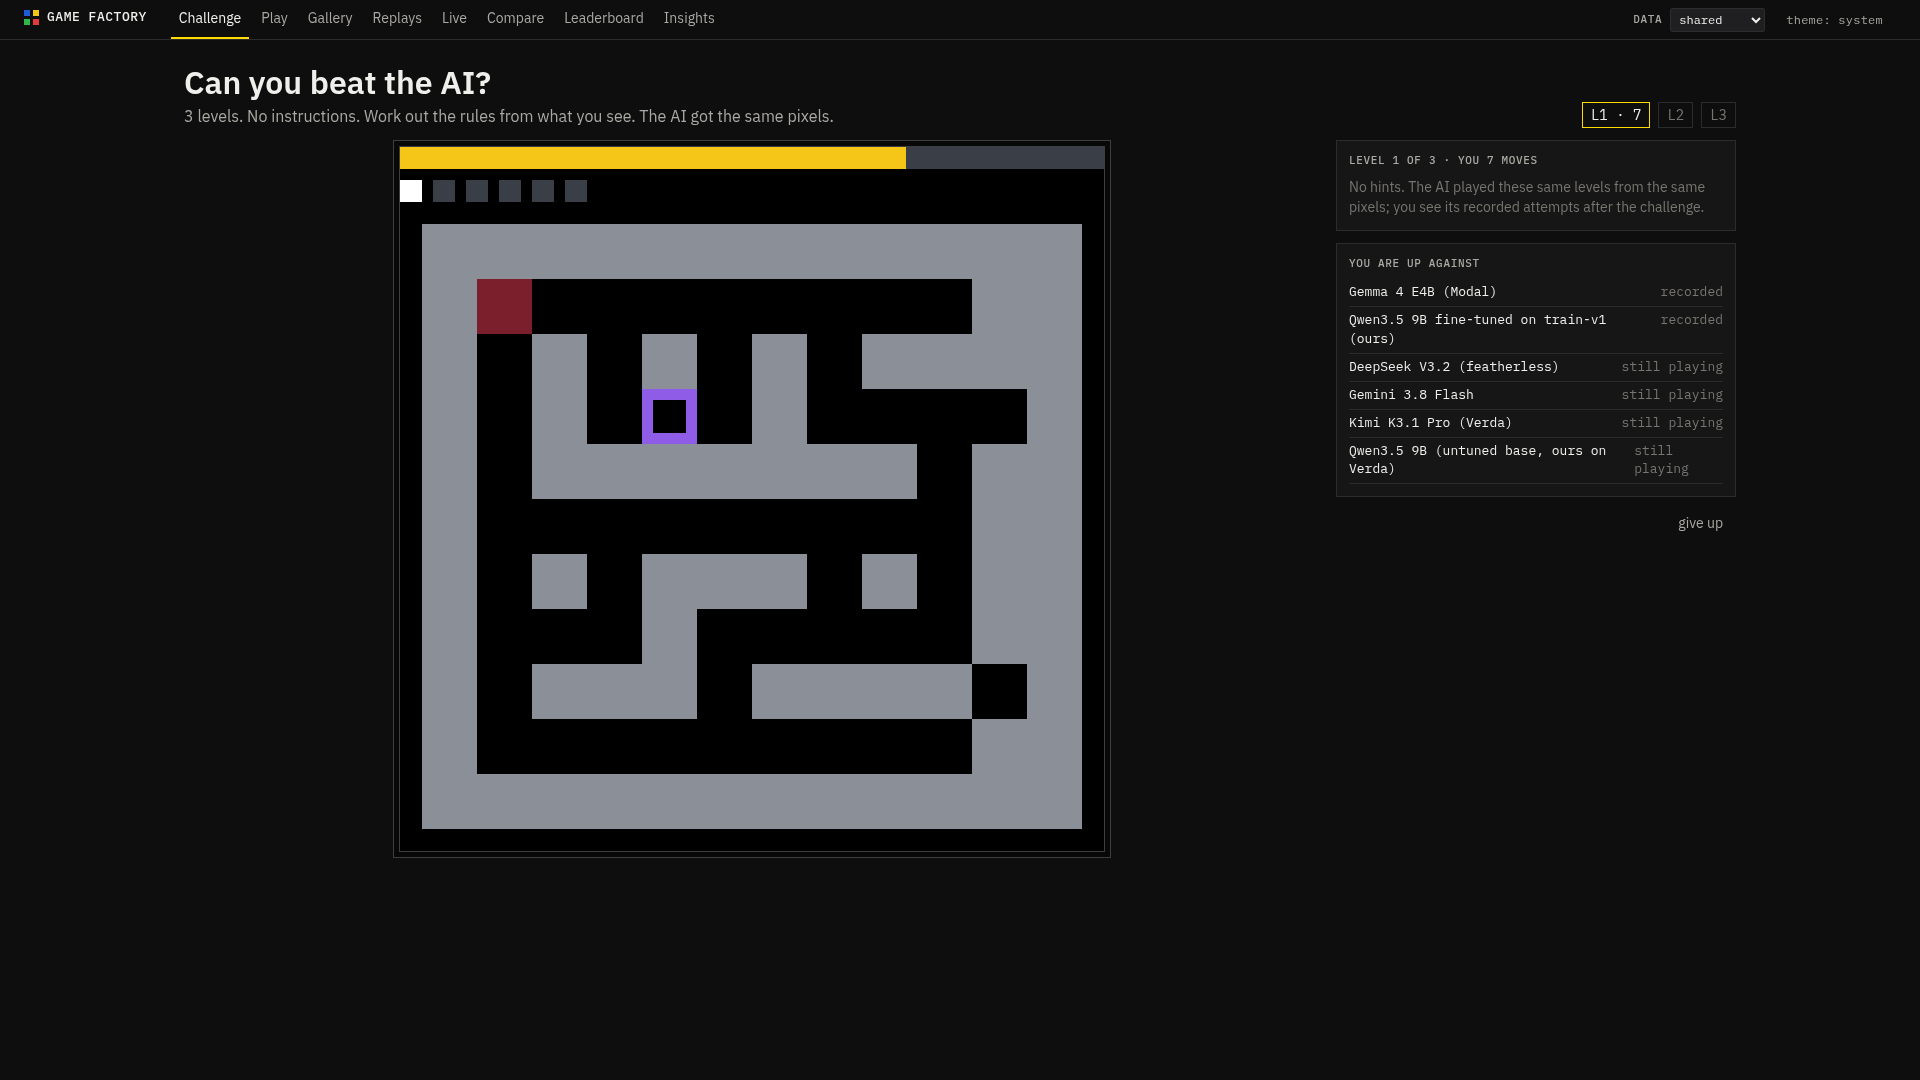 GAME FACTORY
Challenge Play Gallery Replays Live Compare Leaderboard Insights
DATA shared theme: system
Can you beat the AI?
3 levels. No instructions. Work out the rules from what you see. The AI got the same pixels.
L1 · 7 L2 L3
LEVEL 1 OF 3 · YOU 7 MOVES
No hints. The AI played these same levels from the same
pixels; you see its recorded attempts after the challenge.
YOU ARE UP AGAINST
Gemma 4 E4B (Modal) recorded
Qwen3.5 9B fine-tuned on train-v1 recorded
(ours)
DeepSeek V3.2 (featherless) still playing
Gemini 3.8 Flash still playing
Kimi K3.1 Pro (Verda) still playing
Qwen3.5 9B (untuned base, ours on still
Verda) playing
give up